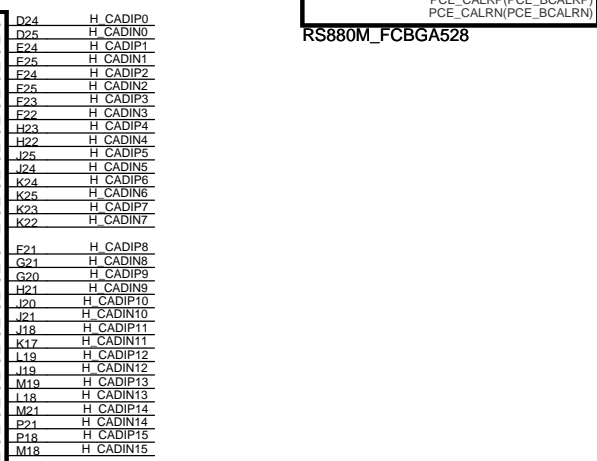 D24 H_CADIP0
D25 H_CADIN0
E24 H_CADIP1
E25 H_CADIN1
F24 H_CADIP2
F25 H_CADIN2
F23 H_CADIP3
F22 H_CADIN3
H23 H_CADIP4
H22 H_CADIN4
J25 H_CADIP5
J24 H_CADIN5
K24 H_CADIP6
K25 H_CADIN6
K23 H_CADIP7
K22 H_CADIN7
F21 H_CADIP8
G21 H_CADIN8
G20 H_CADIP9
H21 H_CADIN9
J20 H_CADIP10
J21 H_CADIN10
J18 H_CADIP11
K17 H_CADIN11
L19 H_CADIP12
J19 H_CADIN12
M19 H_CADIP13
L18 H_CADIN13
M21 H_CADIP14
P21 H_CADIN14
P18 H_CADIP15
M18 H_CADIN15
PCE_CALRP(PCE_BCALRP)
PCE_CALRN(PCE_BCALRN)
RS880M_FCBGA528